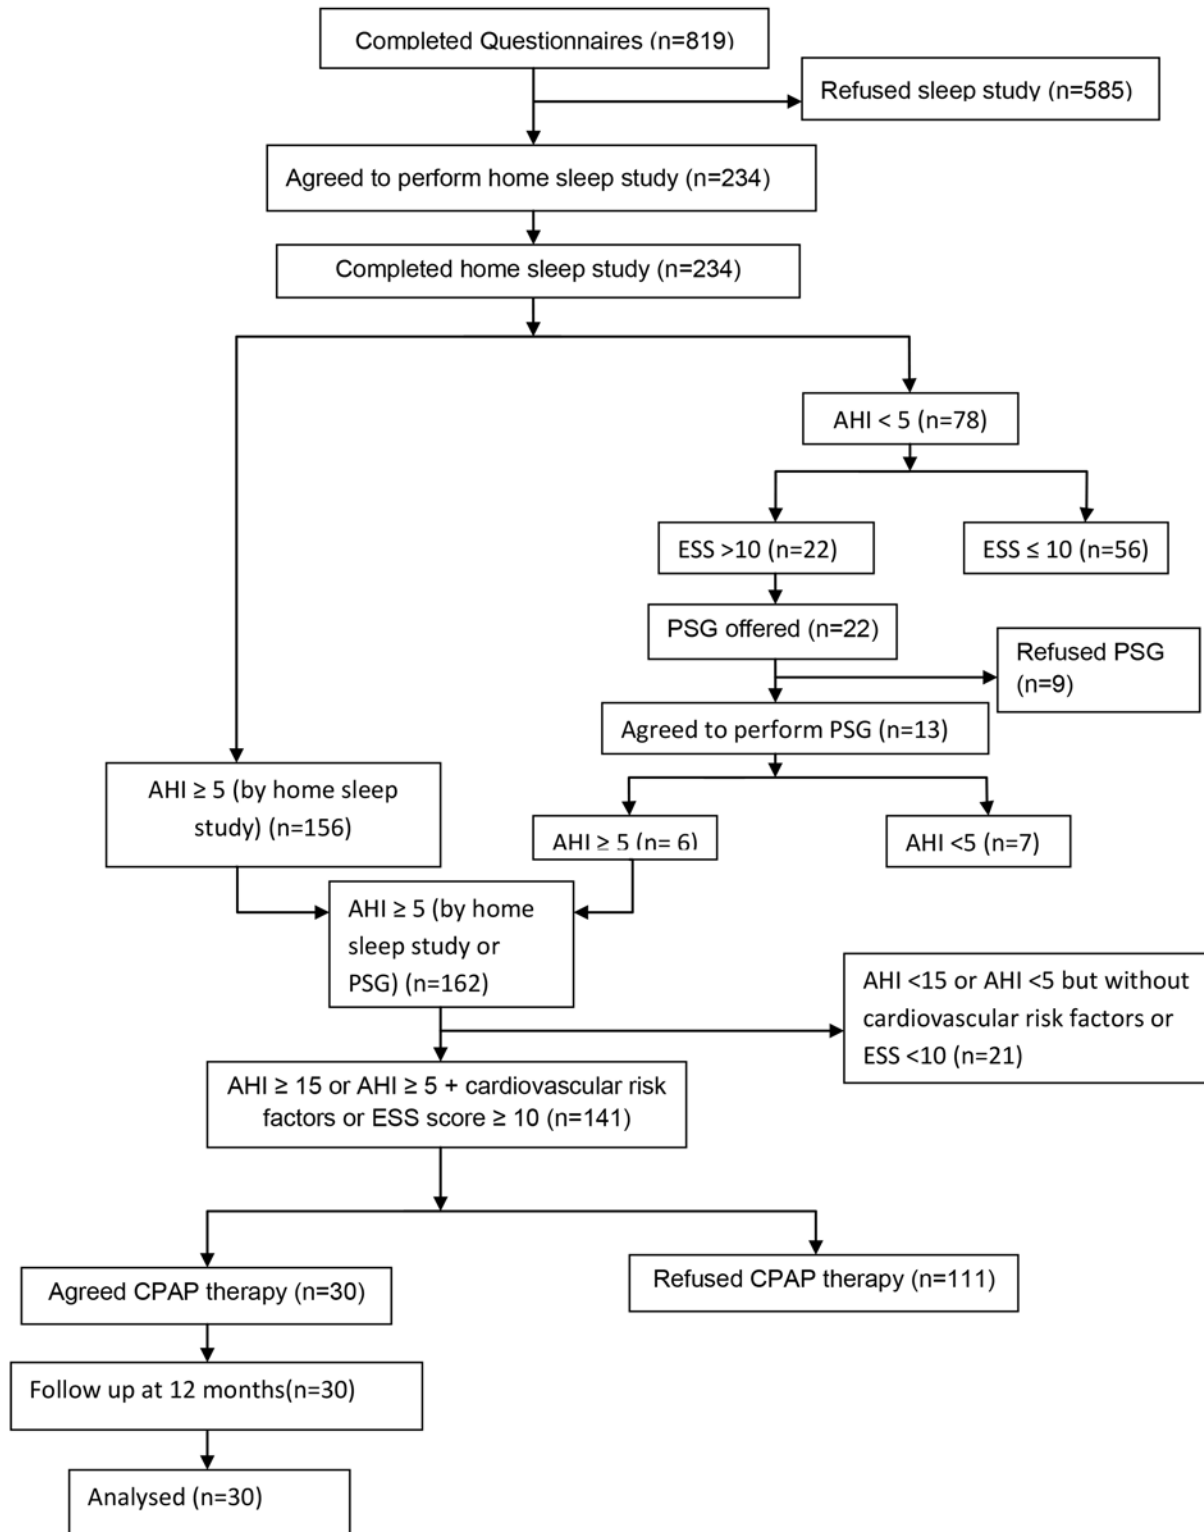 Completed Questionnaires (n=819)
Refused sleep study (n=585)
Agreed to perform home sleep study (n=234)
Completed home sleep study (n=234)
AHI < 5 (n=78)
ESS >10 (n=22)
ESS ≤ 10 (n=56)
PSG offered (n=22)
Refused PSG
(n=9)
Agreed to perform PSG (n=13)
AHI ≥ 5 (by home sleep
study) (n=156)
AHI ≥ 5 (n= 6)
AHI <5 (n=7)
AHI ≥ 5 (by home
sleep study or
PSG) (n=162)
AHI <15 or AHI <5 but without
cardiovascular risk factors or
ESS <10 (n=21)
AHI ≥ 15 or AHI ≥ 5 + cardiovascular risk
factors or ESS score ≥ 10 (n=141)
Agreed CPAP therapy (n=30)
Refused CPAP therapy (n=111)
Follow up at 12 months(n=30)
Analysed (n=30)